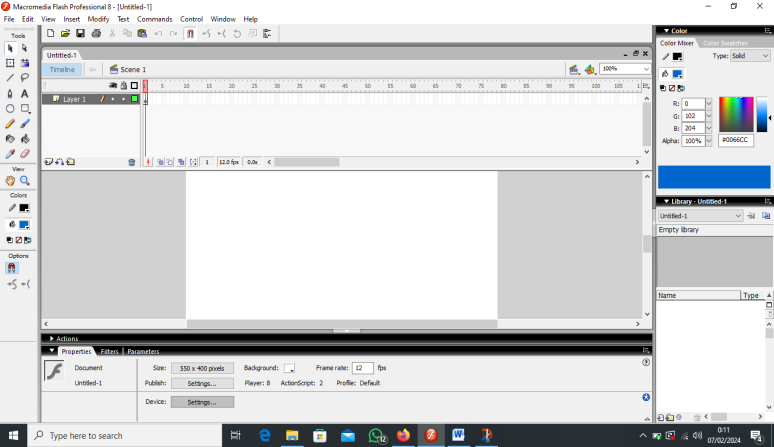 Macromedia Flash Professional 8 - [Untitled-1]
File Edit View Insert Modify Text Commands Control Window Help
Tools
View
Colors
Options
Untitled-1
Timeline
Scene 1
100%
1 5 10 15 20 25 30 35 40 45 50 55 60 65 70 75 80 85 90 95 100 105
Layer 1
1 12.0 fps 0.0s
Actions
Properties Filters Parameters
Document
Untitled-1
Size: 550 x 400 pixels Background: Frame rate: 12 fps
Publish: Settings... Player: 8 ActionScript: 2 Profile: Default
Device: Settings...
Color
Color Mixer Color Swatches
Type: Solid
R: 0
G: 102
B: 204
Alpha: 100% #0066CC
Library - Untitled-1
Untitled-1
Empty library
Name Type
Type here to search
12
W
0:11
07/02/2024
4